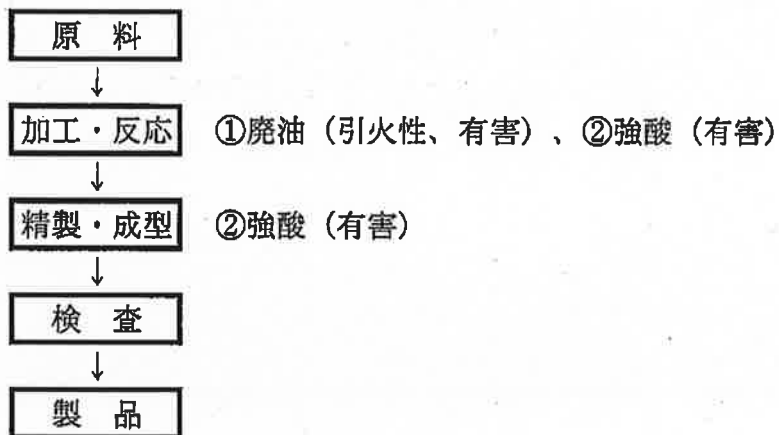 原　料
↓
加工・反応　①廃油（引火性、有害）、②強酸（有害）
↓
精製・成型　②強酸（有害）
↓
検　査
↓
製　品